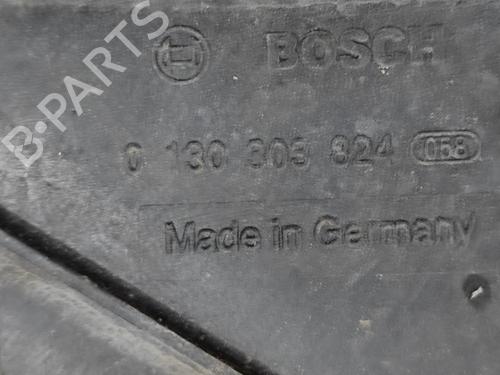 B-PARTS
BOSCH
0 130 303 824 058
Made in Germany